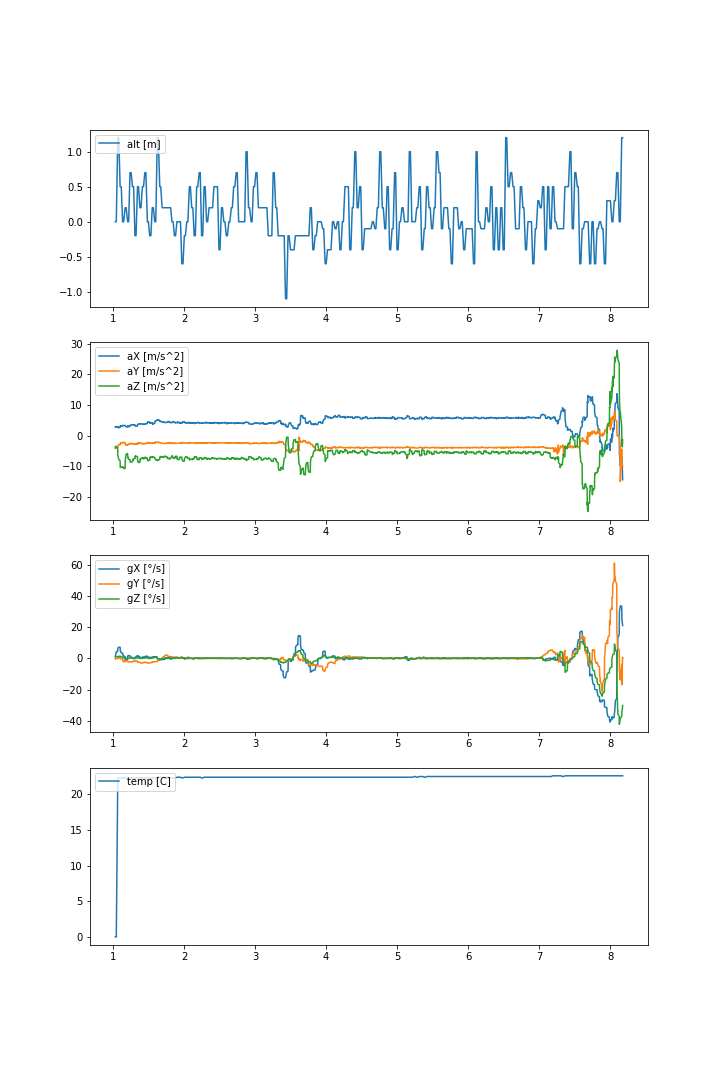 alt [m]
1.0
0.5
0.0
−0.5
−1.0
1 2 3 4 5 6 7 8
aX [m/s^2]
aY [m/s^2]
aZ [m/s^2]
30
20
10
0
−10
−20
1 2 3 4 5 6 7 8
gX [°/s]
gY [°/s]
gZ [°/s]
60
40
20
0
−20
−40
1 2 3 4 5 6 7 8
temp [C]
20
15
10
5
0
1 2 3 4 5 6 7 8